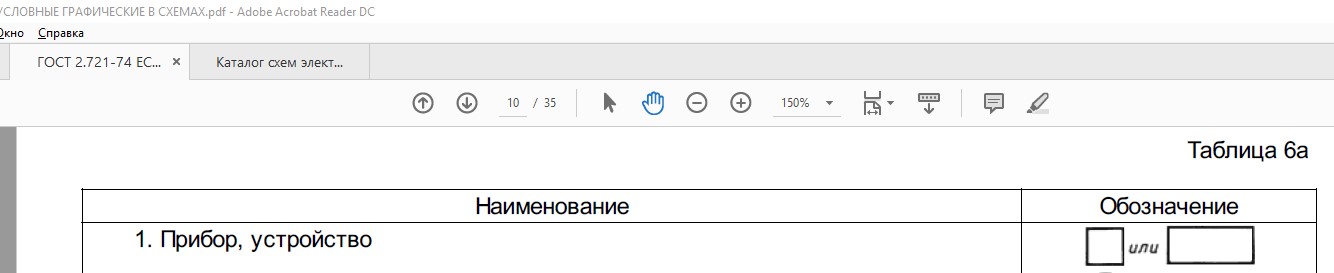 УСЛОВНЫЕ ГРАФИЧЕСКИЕ В СХЕМАХ.pdf - Adobe Acrobat Reader DC
Окно Справка
ГОСТ 2.721-74 ЕС... × Каталог схем элект...
10 / 35 150%
Таблица 6а
Наименование Обозначение
1. Прибор, устройство или